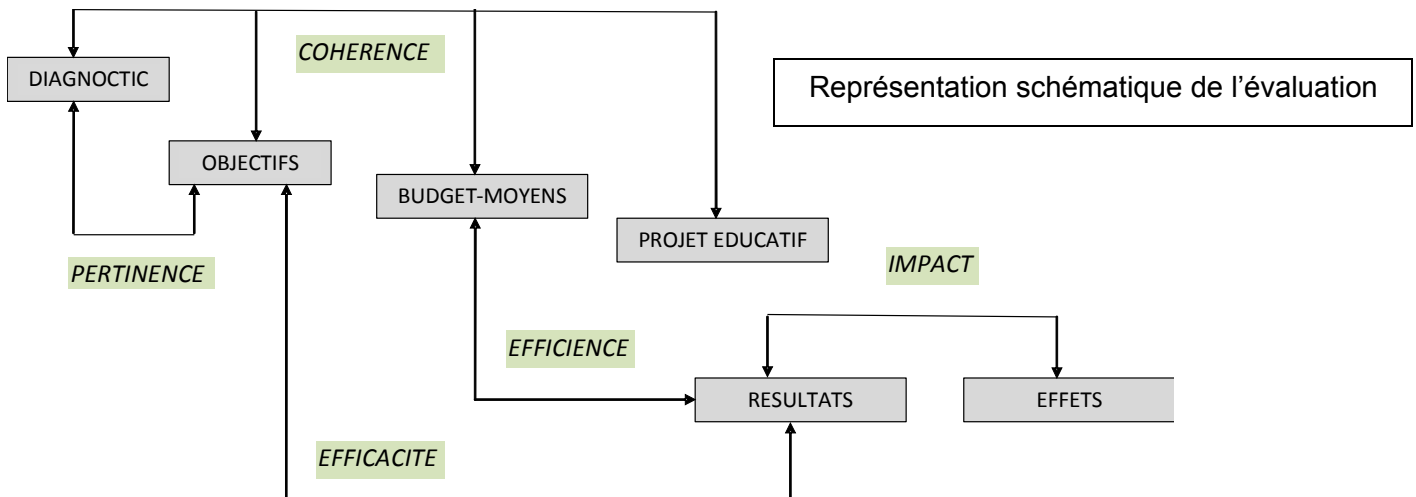 COHERENCE
DIAGNOCTIC
Représentation schématique de l'évaluation
OBJECTIFS
BUDGET-MOYENS
PROJET EDUCATIF
PERTINENCE
IMPACT
EFFICIENCE
RESULTATS
EFFETS
EFFICACITE